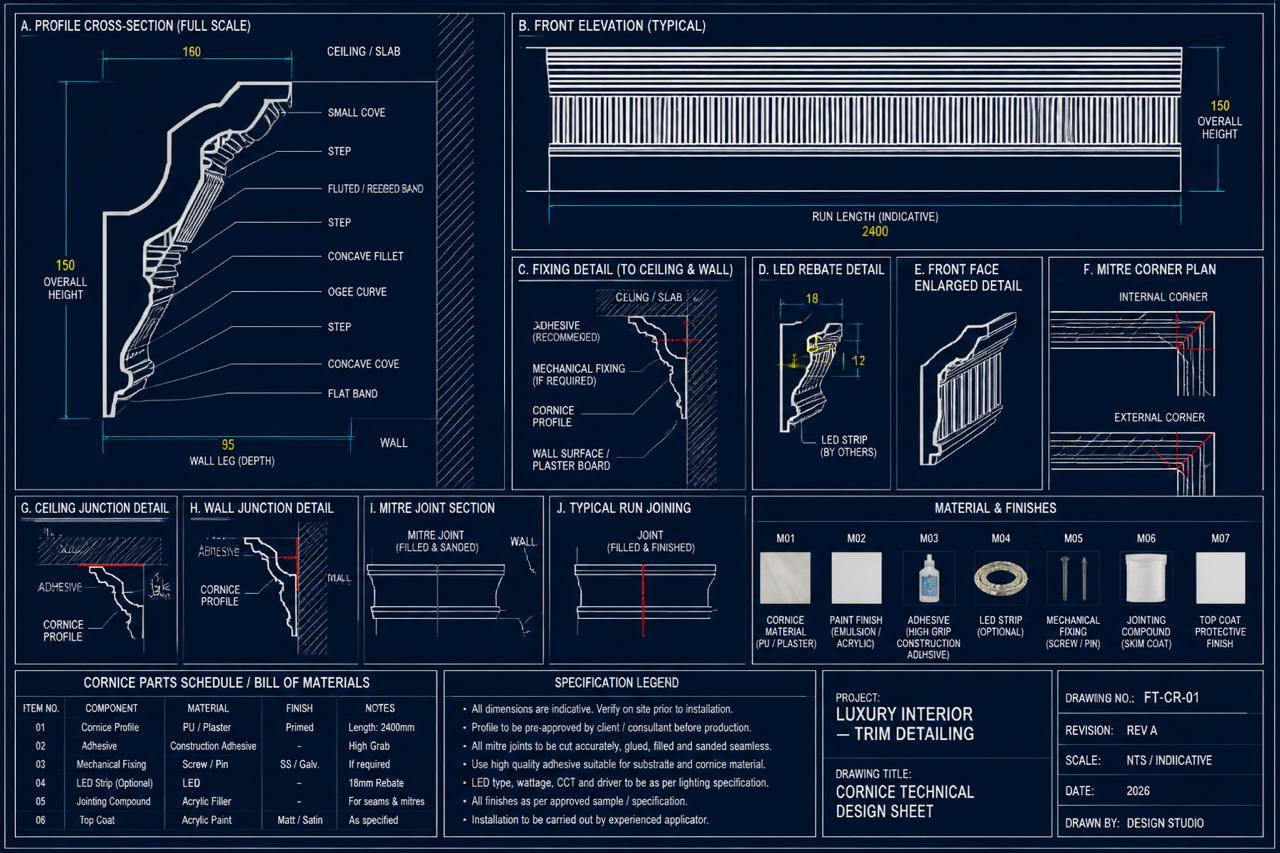 A. PROFILE CROSS-SECTION (FULL SCALE)
160
CEILING / SLAB
SMALL COVE
STEP
FLUTED / REEDED BAND
STEP
CONCAVE FILLET
OGEE CURVE
STEP
CONCAVE COVE
FLAT BAND
150
OVERALL
HEIGHT
95
WALL LEG (DEPTH)
WALL
B. FRONT ELEVATION (TYPICAL)
150
OVERALL
HEIGHT
RUN LENGTH (INDICATIVE)
2400
C. FIXING DETAIL (TO CEILING & WALL)
CEILING / SLAB
ADHESIVE
(RECOMMENED)
MECHANICAL FIXING
(IF REQUIRED)
CORNICE
PROFILE
WALL SURFACE /
PLASTER BOARD
D. LED REBATE DETAIL
18
12
LED STRIP
(BY OTHERS)
E. FRONT FACE
ENLARGED DETAIL
F. MITRE CORNER PLAN
INTERNAL CORNER
EXTERNAL CORNER
G. CEILING JUNCTION DETAIL
ADHESIVE
CORNICE
PROFILE
H. WALL JUNCTION DETAIL
ADHESIVE
CORNICE
PROFILE
I. MITRE JOINT SECTION
MITRE JOINT
(FILLED & SANDED)
WALL
J. TYPICAL RUN JOINING
JOINT
(FILLED & FINISHED)
MATERIAL & FINISHES
M01 M02 M03 M04 M05 M06 M07
CORNICE
MATERIAL
(PU / PLASTER)
PAINT FINISH
(EMULSION /
ACRYLIC)
ADHESIVE
(HIGH GRIP
CONSTRUCTION
ADLHSIVE)
LED STRIP
(OPTIONAL)
MECHANICAL
FIXING
(SCREW / PIN)
JOINTING
COMPOUND
(SKIM COAT)
TOP COAT
PROTECTIVE
FINISH
CORNICE PARTS SCHEDULE / BILL OF MATERIALS
ITEM NO. COMPONENT MATERIAL FINISH NOTES
01 Cornice Profile PU / Plaster Primed Length: 2400mm
02 Adhesive Construction Adhesive – High Grab
03 Mechanical Fixing Screw / Pin SS / Galv. If required
04 LED Strip (Optional) LED – 18mm Rebate
05 Jointing Compound Acrylic Filler – For seams & mitres
06 Top Coat Acrylic Paint Matt / Satin As specified
SPECIFICATION LEGEND
• All dimensions are indicative. Verify on site prior to installation.
• Profile to be pre-approved by client / consultant before production.
• All mitre joints to be cut accurately, glued, filled and sanded seamless.
• Use high quality adhesive suitable for substratie and cornice material.
• LED type, wattage, CCT and driver to be as per lighting specification.
• All finishes as per approved sample / specification.
• Installation to be carried out by experienced applicator.
PROJECT:
LUXURY INTERIOR
— TRIM DETAILING
DRAWING TITLE:
CORNICE TECHNICAL
DESIGN SHEET
DRAWING NO.: FT-CR-01
REVISION: REV A
SCALE: NTS / INDIICATIVE
DATE: 2026
DRAWN BY: DESIGN STUDIO